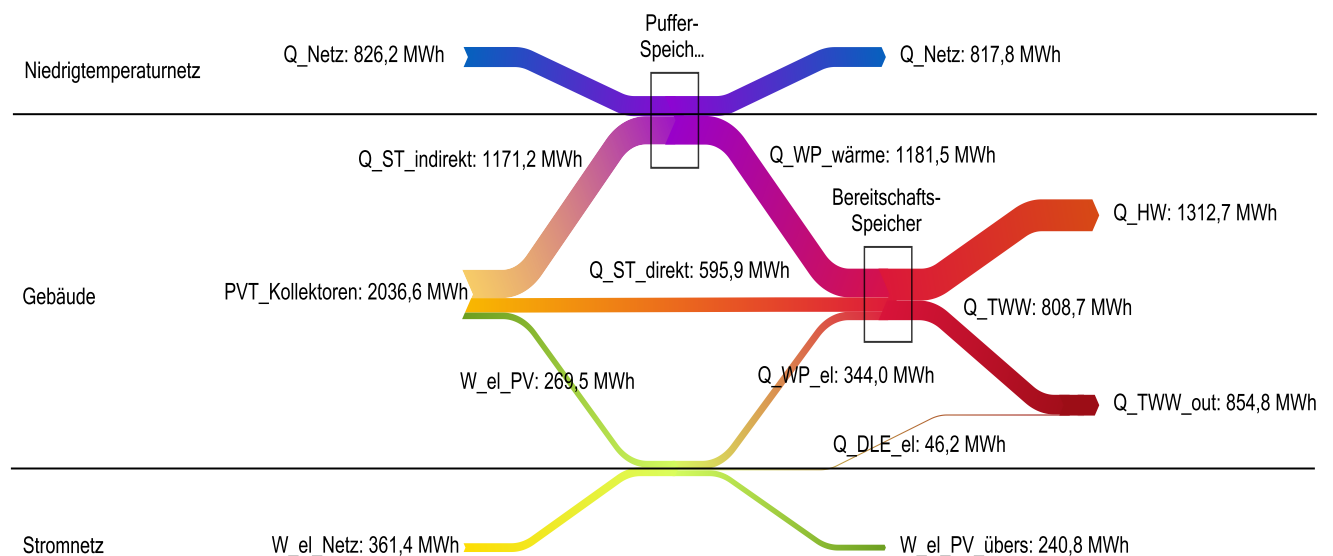 Puffer-
Speich...
Q_Netz: 826,2 MWh
Q_Netz: 817,8 MWh
Niedrigtemperaturnetz
Q_ST_indirekt: 1171,2 MWh
Q_WP_wärme: 1181,5 MWh
Bereitschafts-
Speicher
Q_HW: 1312,7 MWh
Q_ST_direkt: 595,9 MWh
Gebäude
PVT_Kollektoren: 2036,6 MWh
Q_TWW: 808,7 MWh
W_el_PV: 269,5 MWh
Q_WP_el: 344,0 MWh
Q_TWW_out: 854,8 MWh
Q_DLE_el: 46,2 MWh
Stromnetz
W_el_Netz: 361,4 MWh
W_el_PV_übers: 240,8 MWh